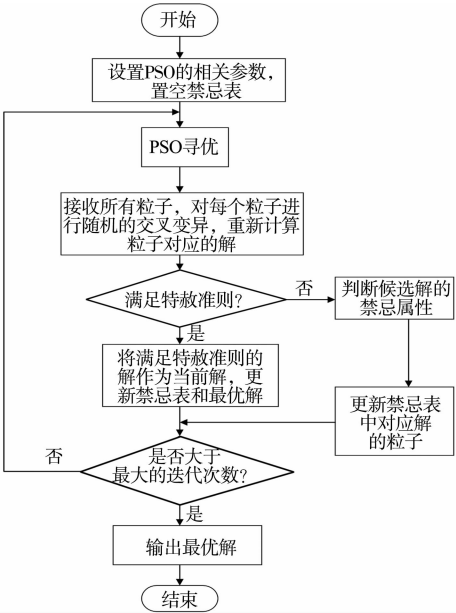 开始
设置PSO的相关参数,
置空禁忌表
PSO寻优
接收所有粒子，对每个粒子进
行随机的交叉变异，重新计算
粒子对应的解
满足特赦准则?
否
判断候选解的
禁忌属性
是
将满足特赦准则的
解作为当前解，更
新禁忌表和最优解
更新禁忌表
中对应解
的粒子
否
是否大于
最大的迭代次数?
是
输出最优解
结束